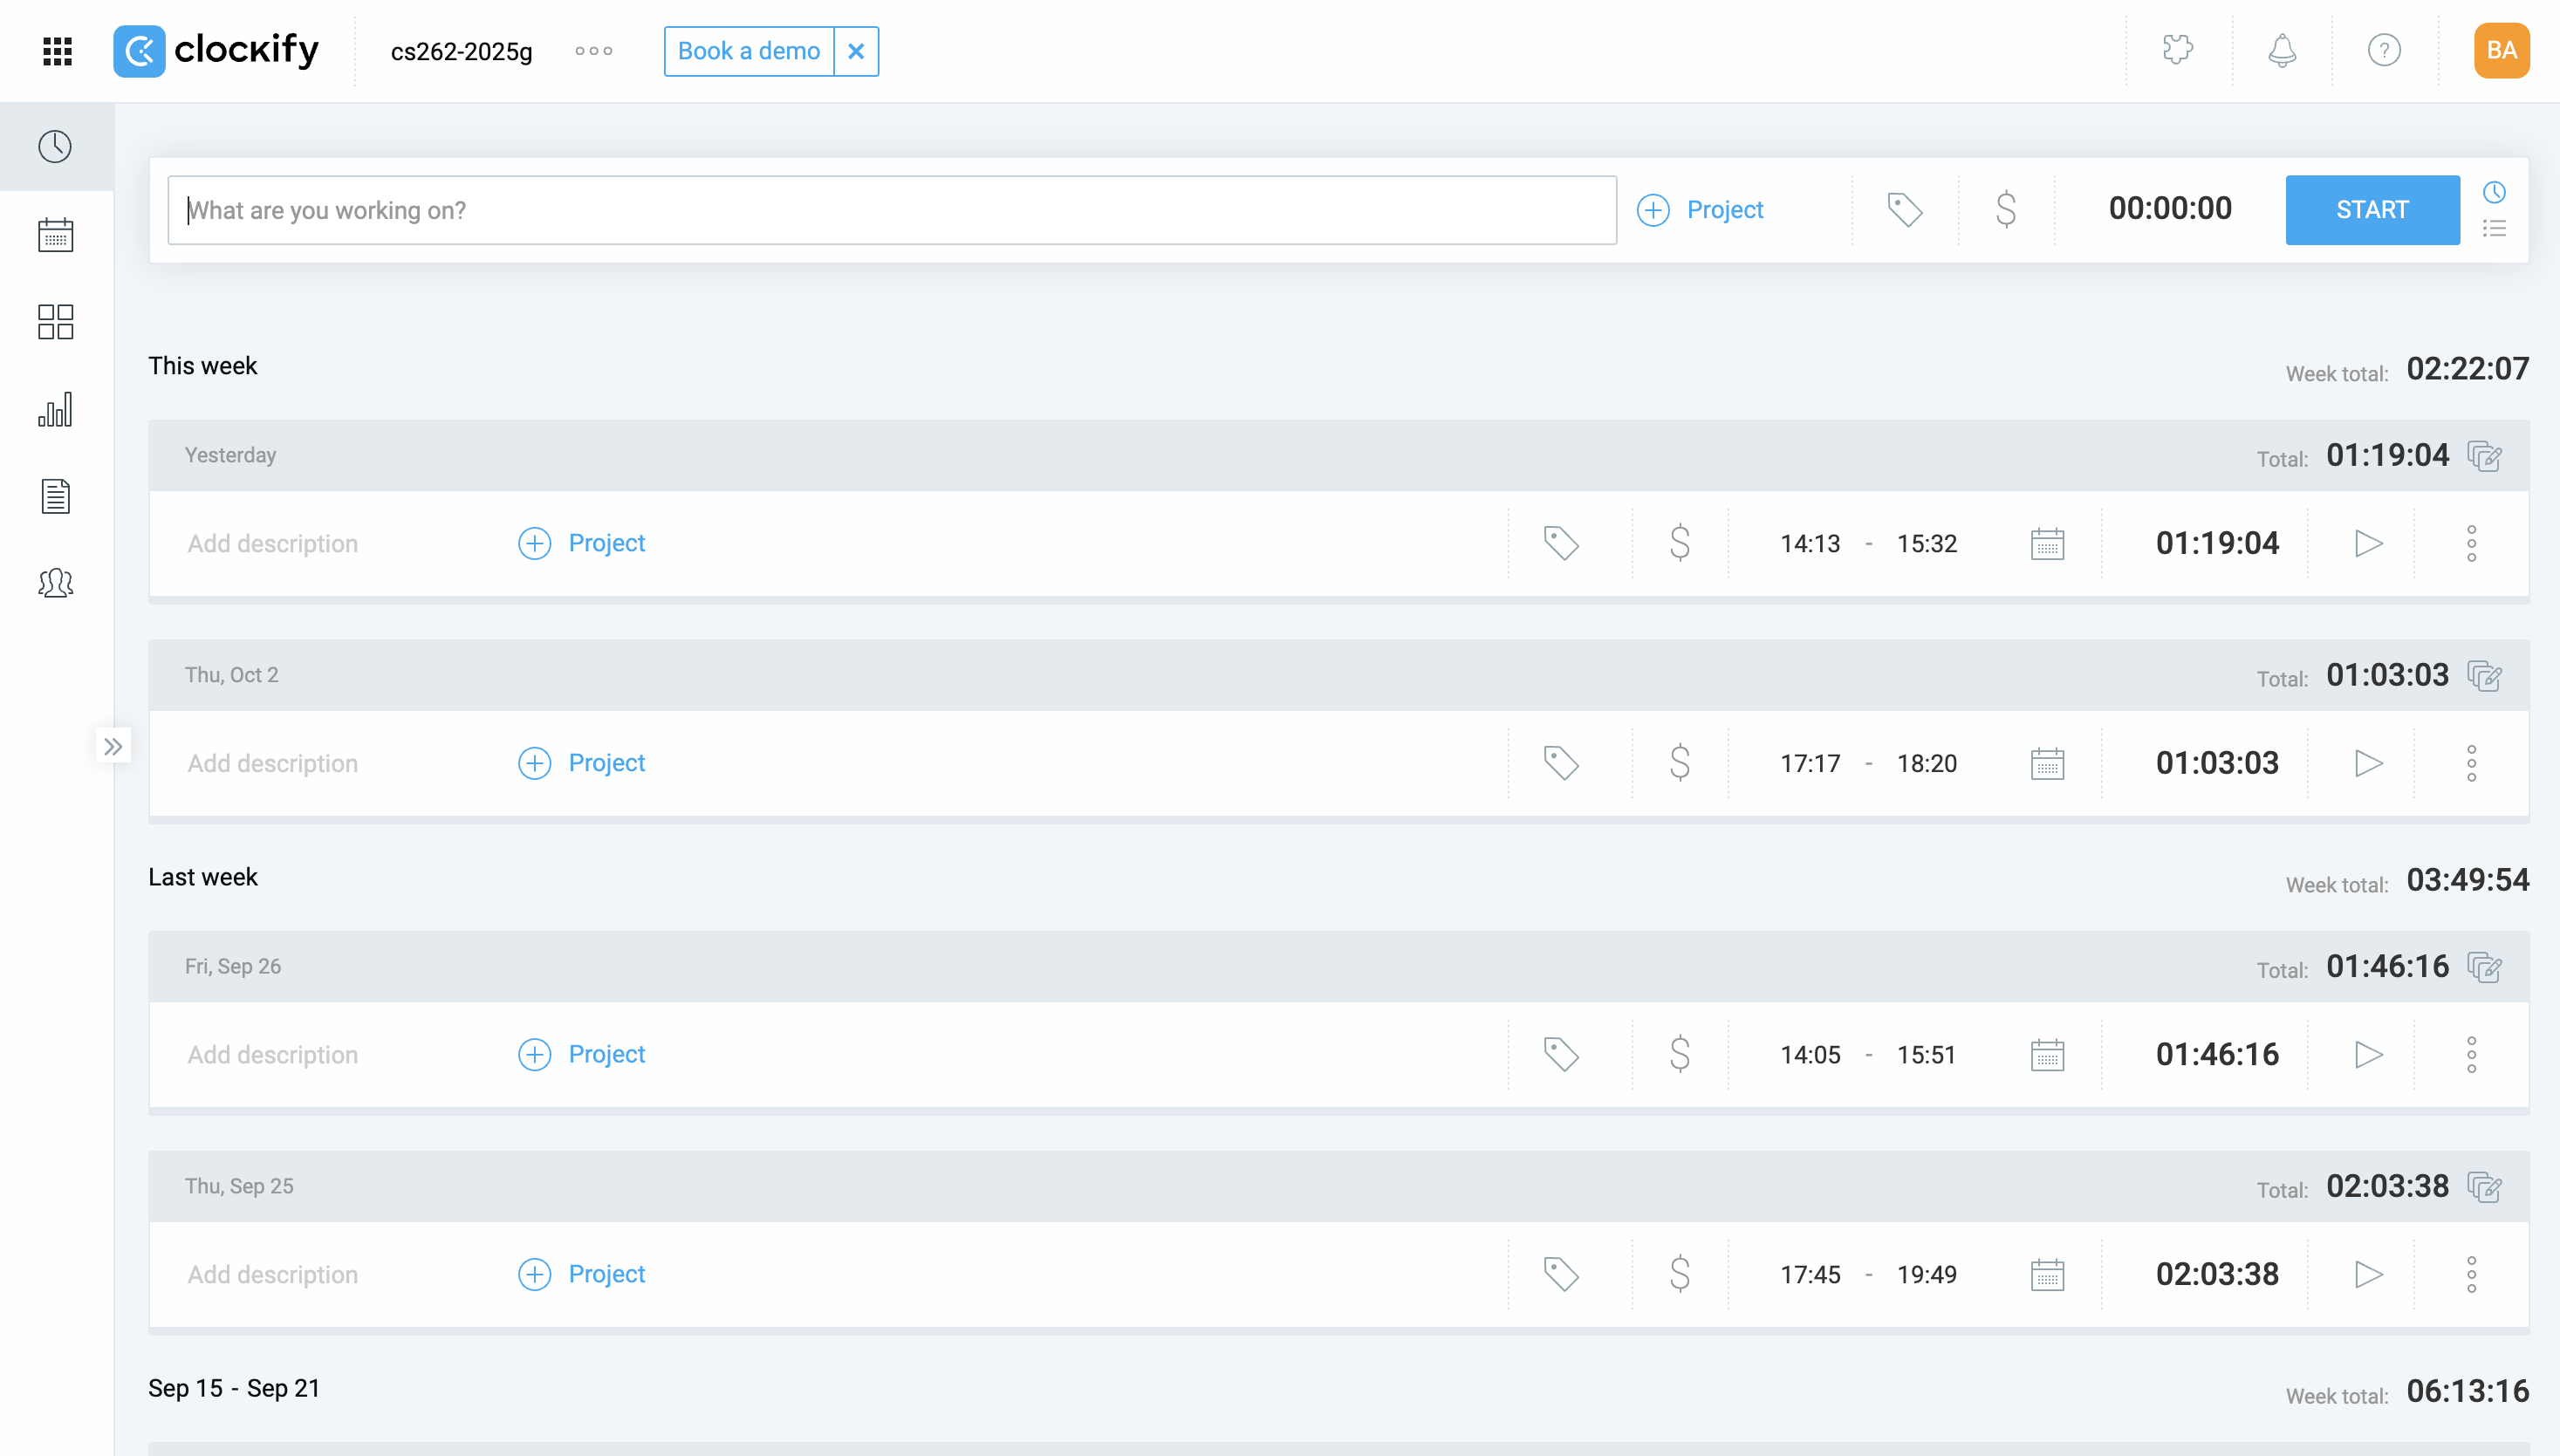 clockify cs262-2025g Book a demo BA
What are you working on? Project $ 00:00:00 START
This week Week total: 02:22:07
Yesterday Total: 01:19:04
Add description Project $ 14:13 - 15:32 01:19:04
Thu, Oct 2 Total: 01:03:03
Add description Project $ 17:17 - 18:20 01:03:03
Last week Week total: 03:49:54
Fri, Sep 26 Total: 01:46:16
Add description Project $ 14:05 - 15:51 01:46:16
Thu, Sep 25 Total: 02:03:38
Add description Project $ 17:45 - 19:49 02:03:38
Sep 15 - Sep 21 Week total: 06:13:16